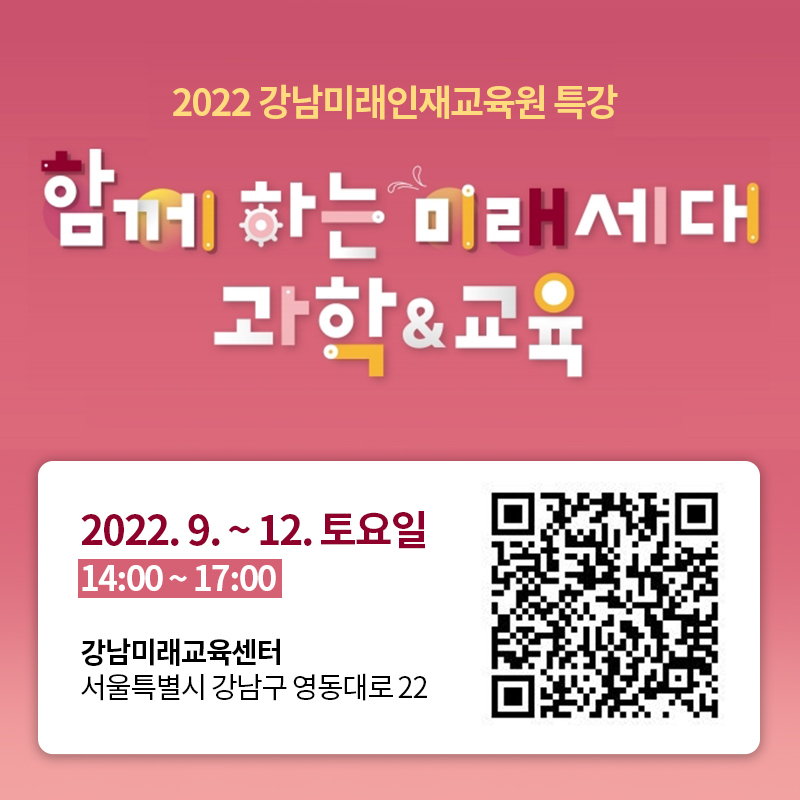 2022 강남미래인재교육원 특강
함께 하는 미래세대
과학&교육
2022. 9. ~ 12. 토요일
14:00 ~ 17:00
강남미래교육센터
서울특별시 강남구 영동대로 22